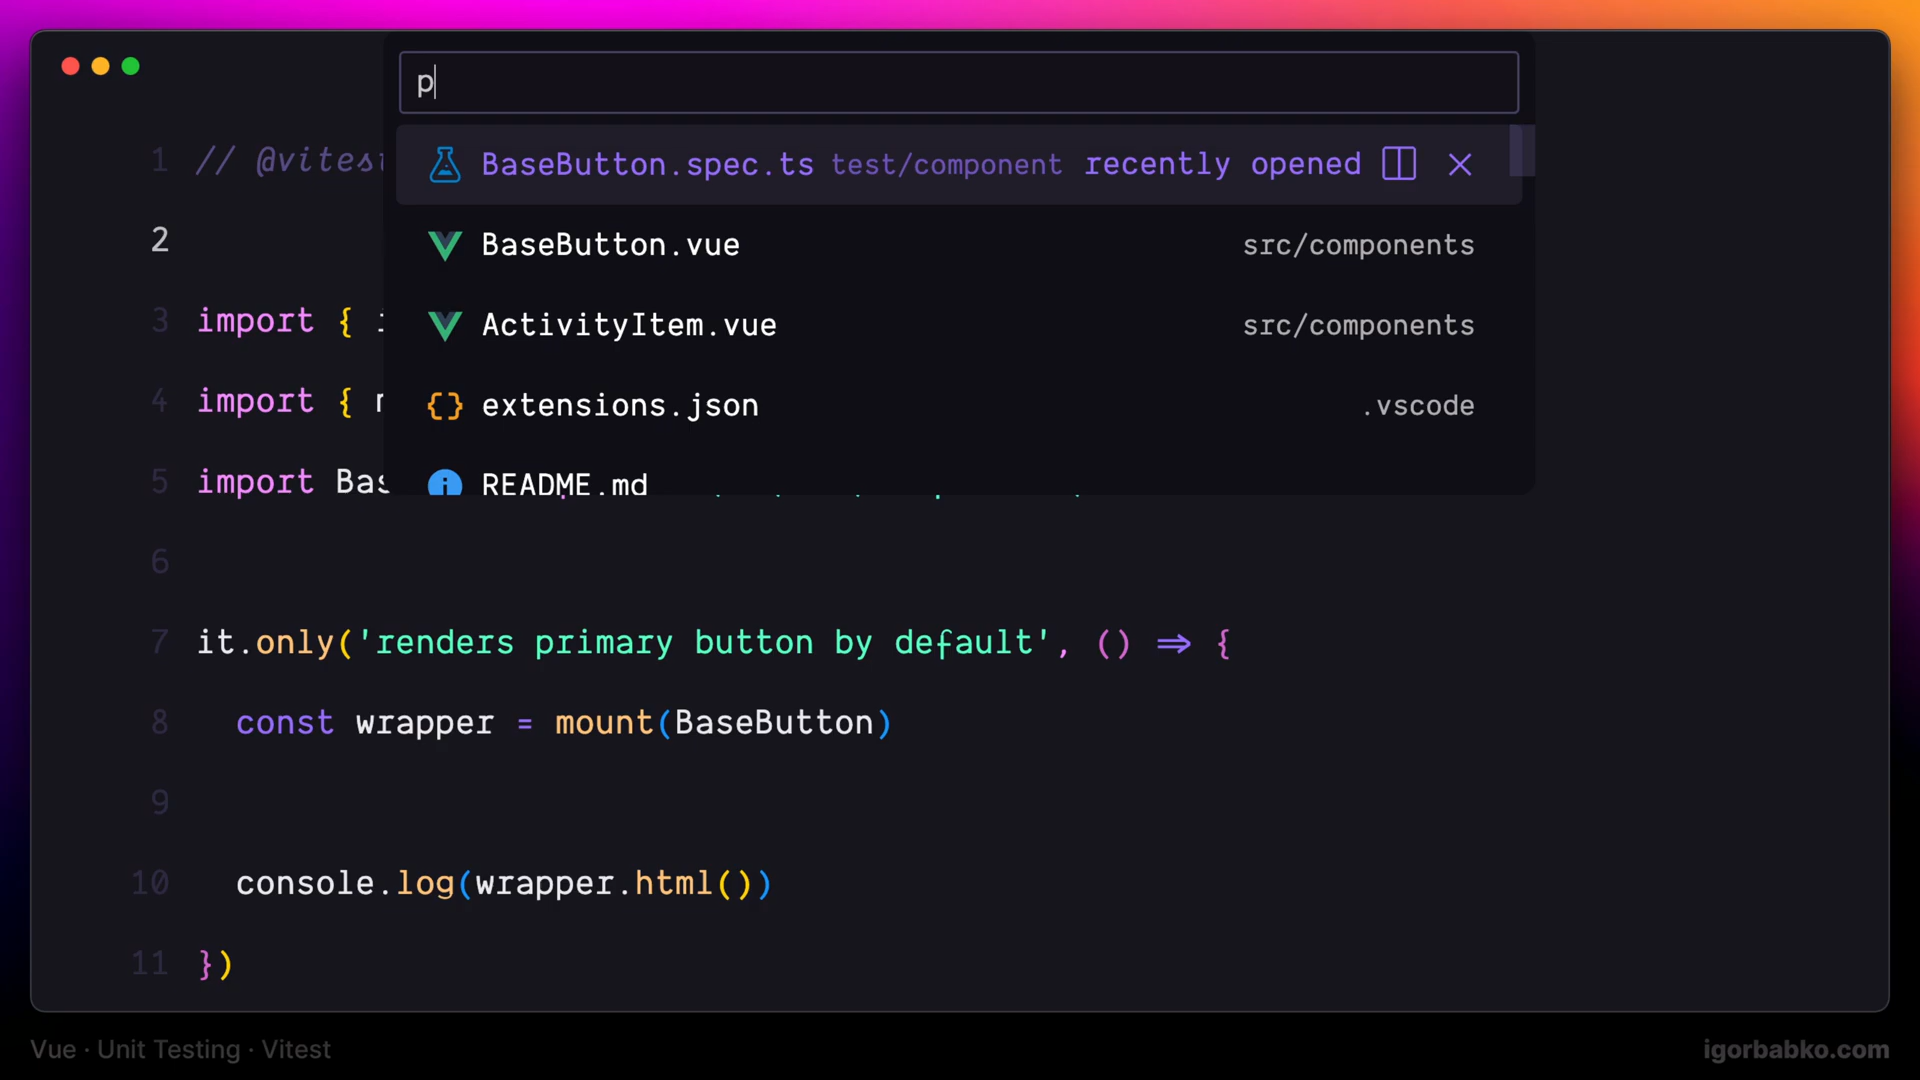 p
BaseButton.spec.ts test/component recently opened
BaseButton.vue src/components
ActivityItem.vue src/components
extensions.json .vscode
README.md
1 // @vitest
2
3 import {
4 import {
5 import Bas
6
7 it.only('renders primary button by default', () => {
8 const wrapper = mount(BaseButton)
9
10 console.log(wrapper.html())
11 })
Vue · Unit Testing · Vitest
igorbabko.com